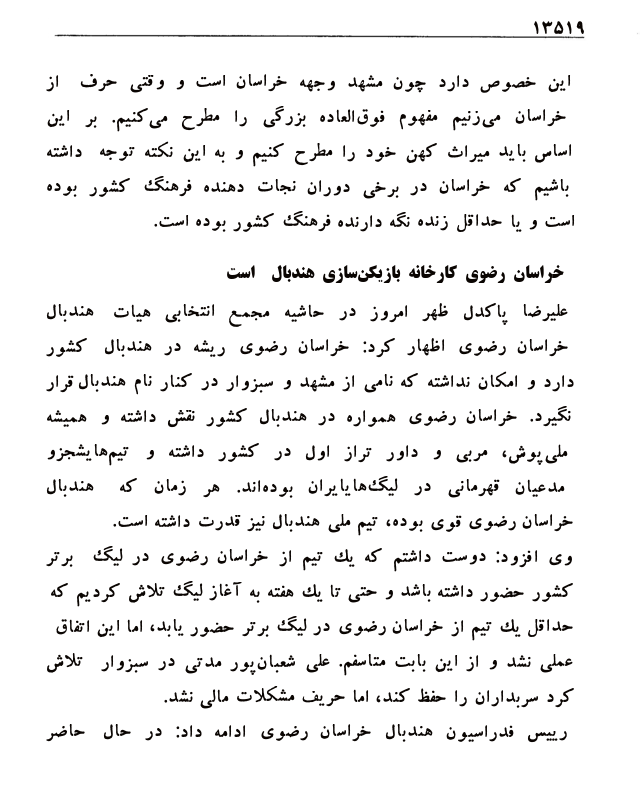 ۱۳۵۱۹
این خصوص دارد چون مشهد وجهه خراسان است و وقتی حرف از
خراسان می‌زنیم مفهوم فوق‌العاده بزرگی را مطرح می‌کنیم. بر این
اساس باید میراث کهن خود را مطرح کنیم و به این نکته توجه داشته
باشیم که خراسان در برخی دوران نجات دهنده فرهنگ کشور بوده
است و یا حداقل زنده نگه دارنده فرهنگ کشور بوده است.
خراسان رضوی کارخانه بازیکن‌سازی هندبال است
علیرضا پاکدل ظهر امروز در حاشیه مجمع انتخابی هیات هندبال
خراسان رضوی اظهار کرد: خراسان رضوی ریشه در هندبال کشور
دارد و امکان نداشته که نامی از مشهد و سبزوار در کنار نام هندبال قرار
نگیرد. خراسان رضوی همواره در هندبال کشور نقش داشته و همیشه
ملی‌پوش، مربی و داور تراز اول در کشور داشته و تیم‌هایشجزو
مدعیان قهرمانی در لیگ‌هایایران بوده‌اند. هر زمان که هندبال
خراسان رضوی قوی بوده، تیم ملی هندبال نیز قدرت داشته است.
وی افزود: دوست داشتم که یك تیم از خراسان رضوی در لیگ برتر
کشور حضور داشته باشد و حتی تا یك هفته به آغاز لیگ تلاش کردیم که
حداقل یك تیم از خراسان رضوی در لیگ برتر حضور یابد، اما این اتفاق
عملی نشد و از این بابت متاسفم. علی شعبان‌پور مدتی در سبزوار تلاش
کرد سربداران را حفظ کند، اما حریف مشکلات مالی نشد.
رییس فدراسیون هندبال خراسان رضوی ادامه داد: در حال حاضر